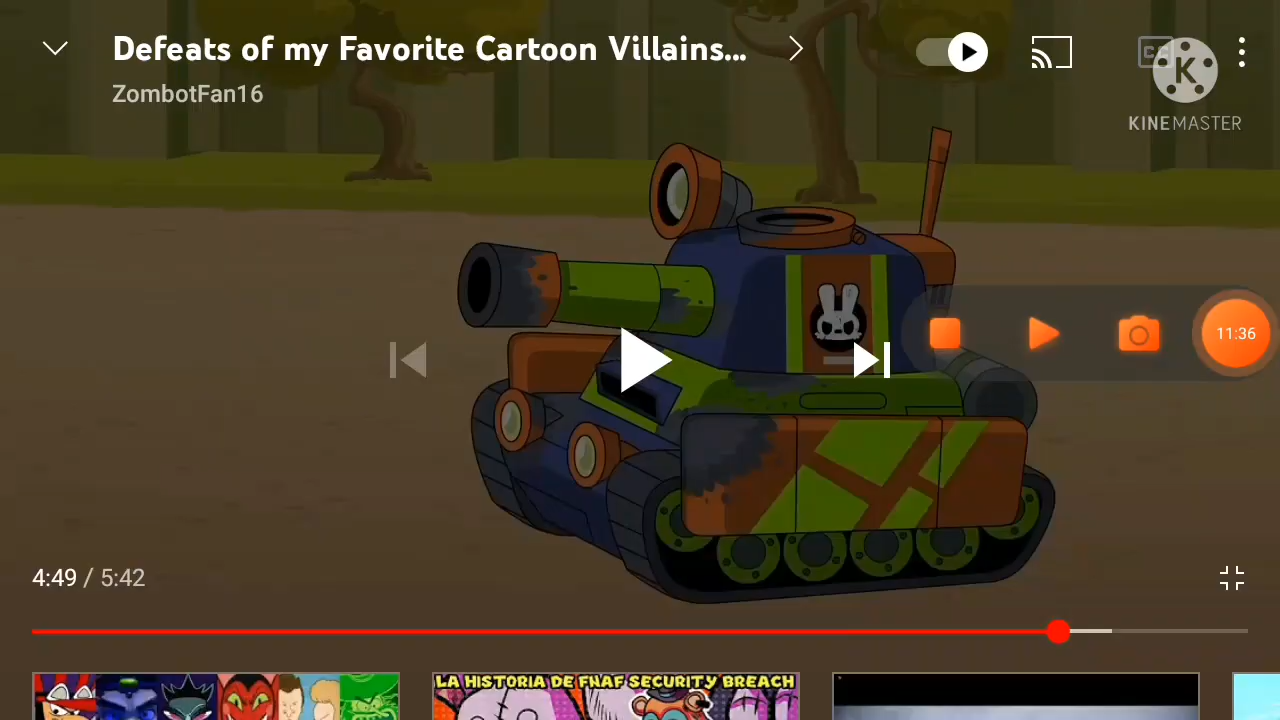 Defeats of my Favorite Cartoon Villains...
ZombotFan16
CC
K
KINEMASTER
11:36
4:49 / 5:42
LA HISTORIA DE FNAF SECURITY BREACH